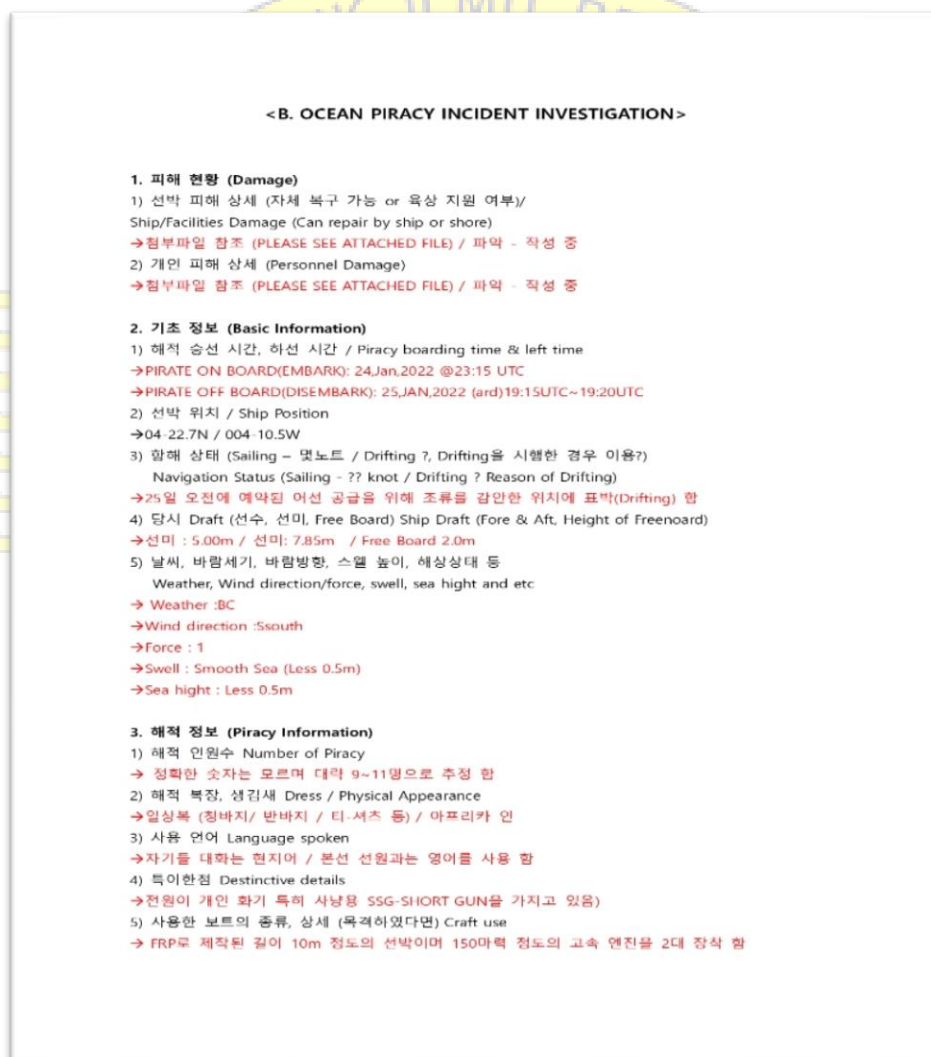 <B. OCEAN PIRACY INCIDENT INVESTIGATION>
1. 피해 현황 (Damage)
1) 선박 피해 상세 (자체 복구 가능 or 육상 지원 여부)/
Ship/Facilities Damage (Can repair by ship or shore)
→첨부파일 참조 (PLEASE SEE ATTACHED FILE) / 파악 - 작성 중
2) 개인 피해 상세 (Personnel Damage)
→첨부파일 참조 (PLEASE SEE ATTACHED FILE) / 파악 - 작성 중
2. 기초 정보 (Basic Information)
1) 해적 승선 시간, 하선 시간 / Piracy boarding time & left time
→PIRATE ON BOARD(EMBARK): 24,Jan,2022 @23:15 UTC
→PIRATE OFF BOARD(DISEMBARK): 25,JAN,2022 (ard)19:15UTC~19:20UTC
2) 선박 위치 / Ship Position
→04-22.7N / 004-10.5W
3) 항해 상태 (Sailing – 몇노트 / Drifting ?, Drifting을 시행한 경우 이용?)
Navigation Status (Sailing - ?? knot / Drifting ? Reason of Drifting)
→25일 오전에 예약된 어선 공급을 위해 조류를 감안한 위치에 표박(Drifting) 함
4) 당시 Draft (선수, 선미, Free Board) Ship Draft (Fore & Aft, Height of Freenoard)
→선미 : 5.00m / 선미: 7.85m / Free Board 2.0m
5) 날씨, 바람세기, 바람방향, 스웰 높이, 해상상태 등
Weather, Wind direction/force, swell, sea hight and etc
→ Weather :BC
→Wind direction :Ssouth
→Force : 1
→Swell : Smooth Sea (Less 0.5m)
→Sea hight : Less 0.5m
3. 해적 정보 (Piracy Information)
1) 해적 인원수 Number of Piracy
→ 정확한 숫자는 모르며 대략 9~11명으로 추정 함
2) 해적 복장, 생김새 Dress / Physical Appearance
→일상복 (칭바지/ 반바지 / 티-셔츠 등) / 아프리카 인
3) 사용 언어 Language spoken
→자기들 대화는 현지어 / 본선 선원과는 영어를 사용 함
4) 특이한점 Destinctive details
→전원이 개인 화기 특히 사냥용 SSG-SHORT GUN을 가지고 있음)
5) 사용한 보트의 종류, 상세 (목격하였다면) Craft use
→ FRP로 제작된 길이 10m 정도의 선박이며 150마력 정도의 고속 엔진을 2대 장착 함